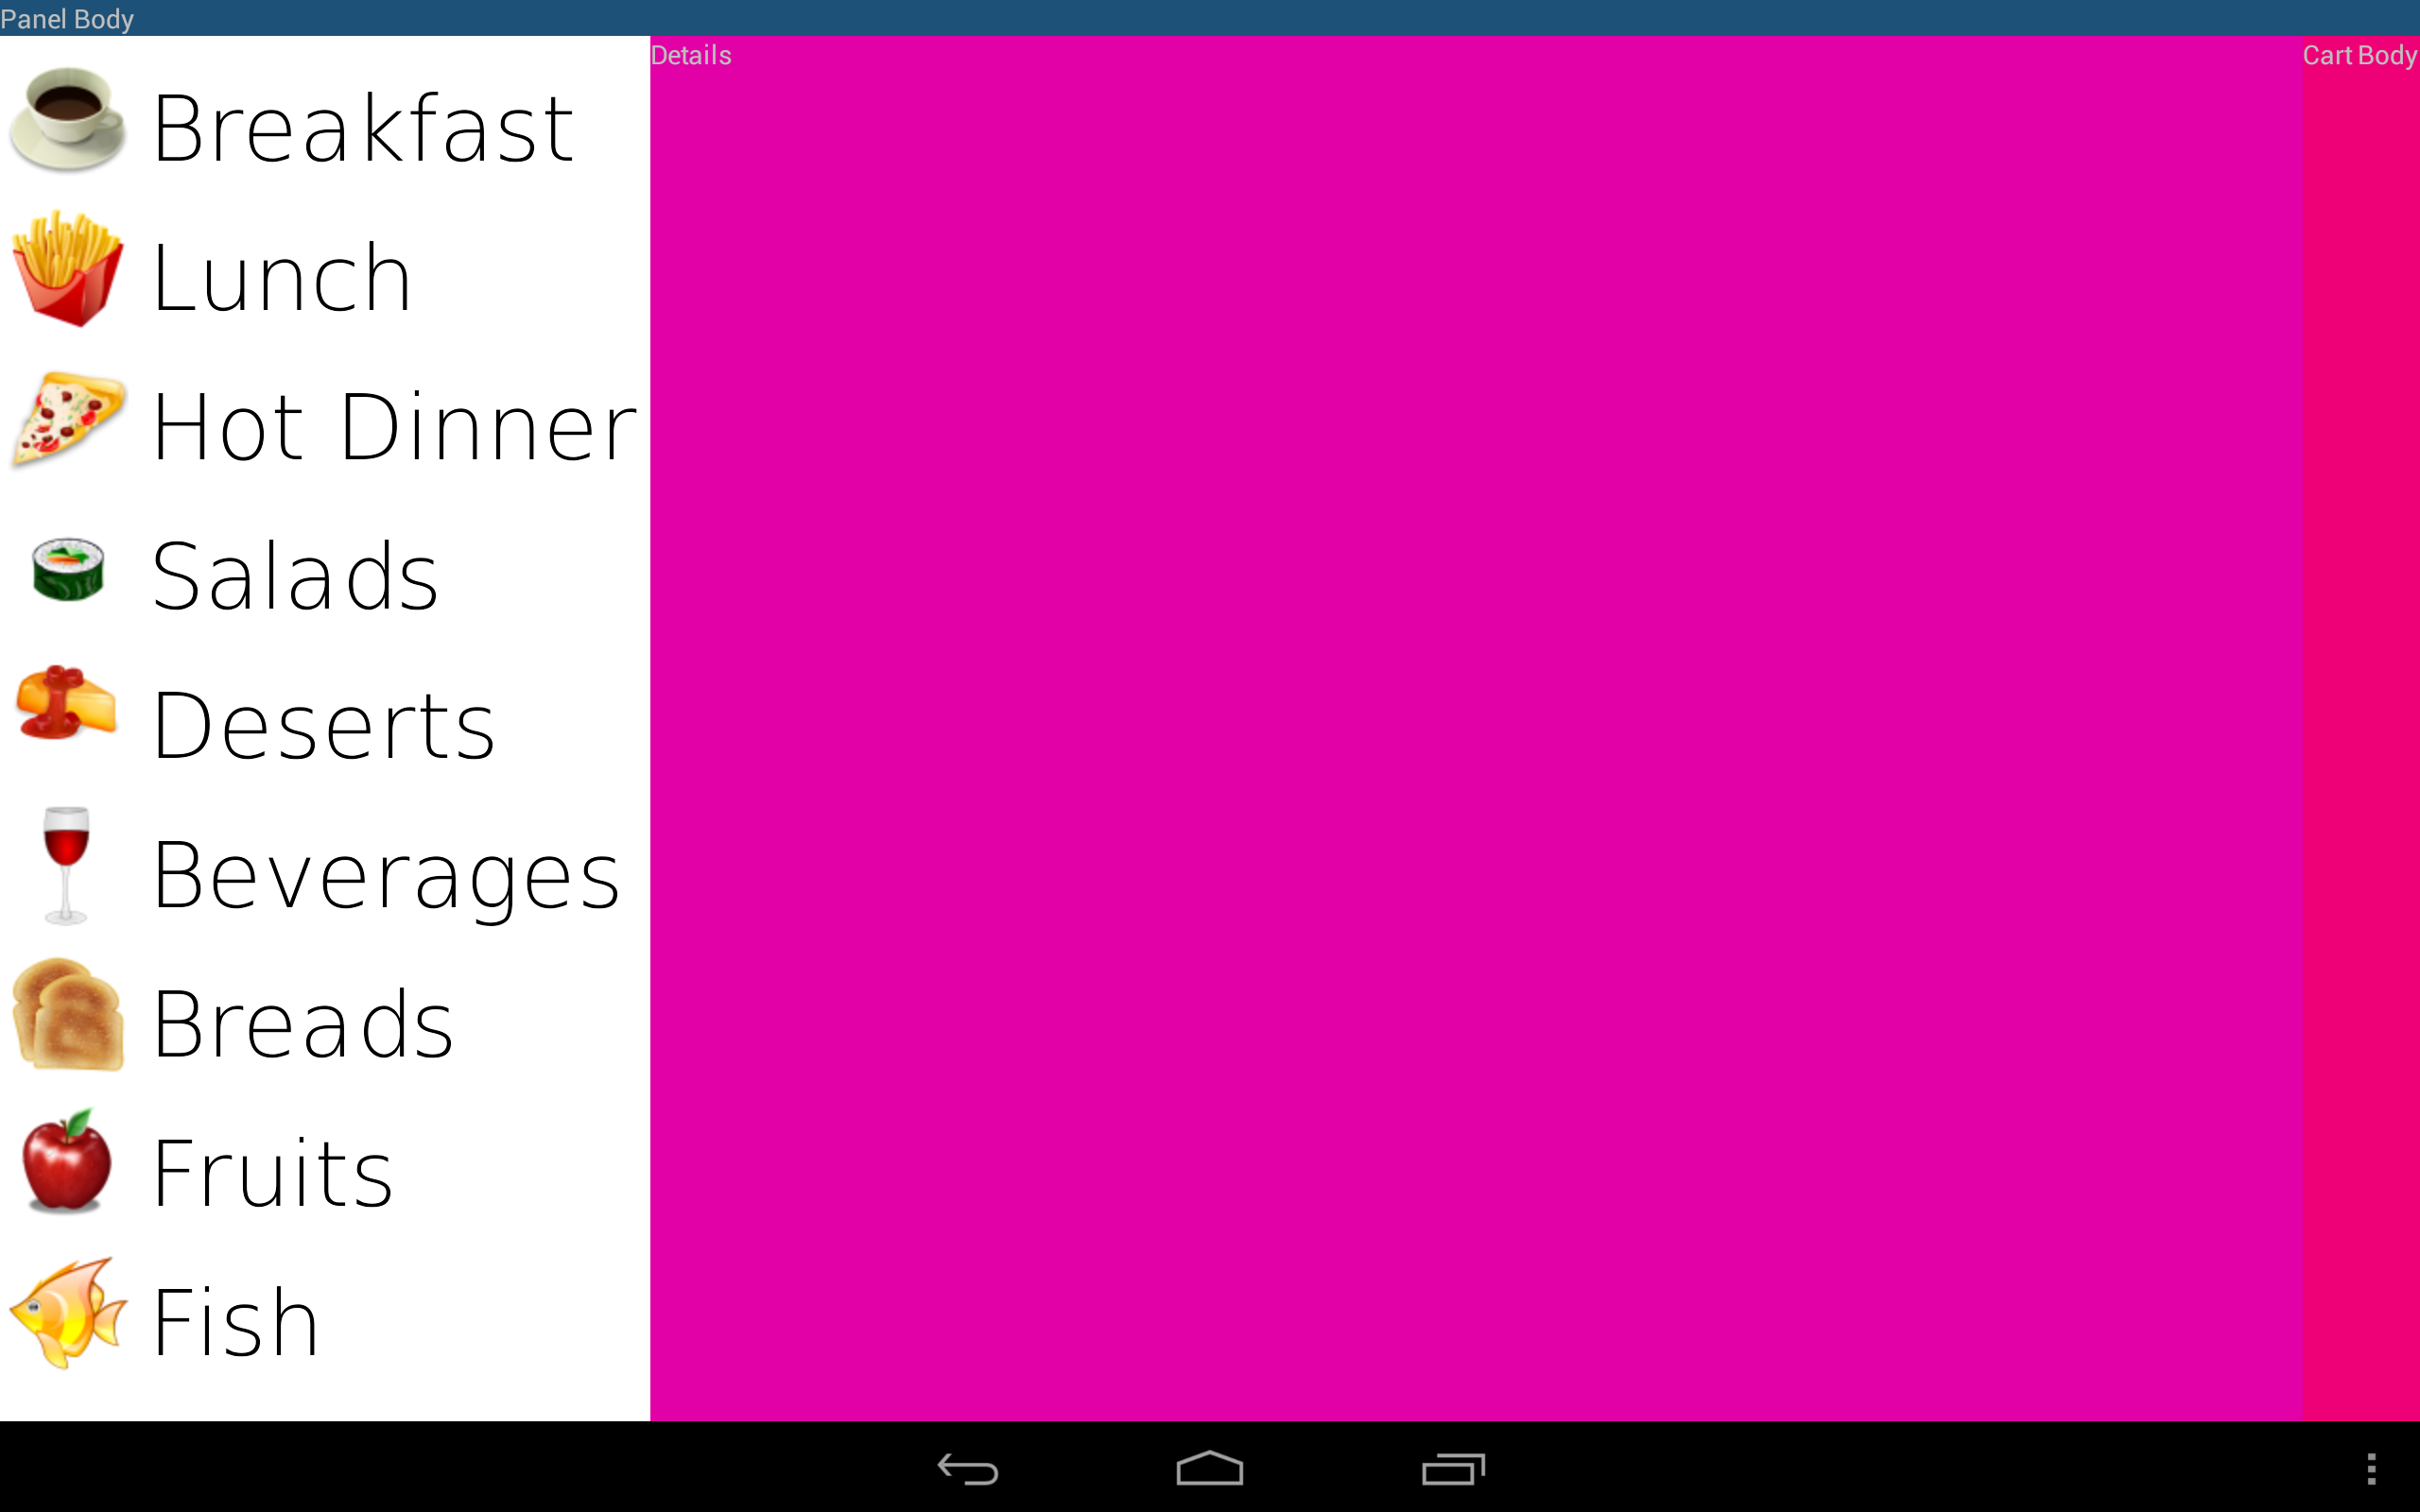 Panel Body
Breakfast
Lunch
Hot Dinner
Salads
Deserts
Beverages
Breads
Fruits
Fish
Details
Cart Body